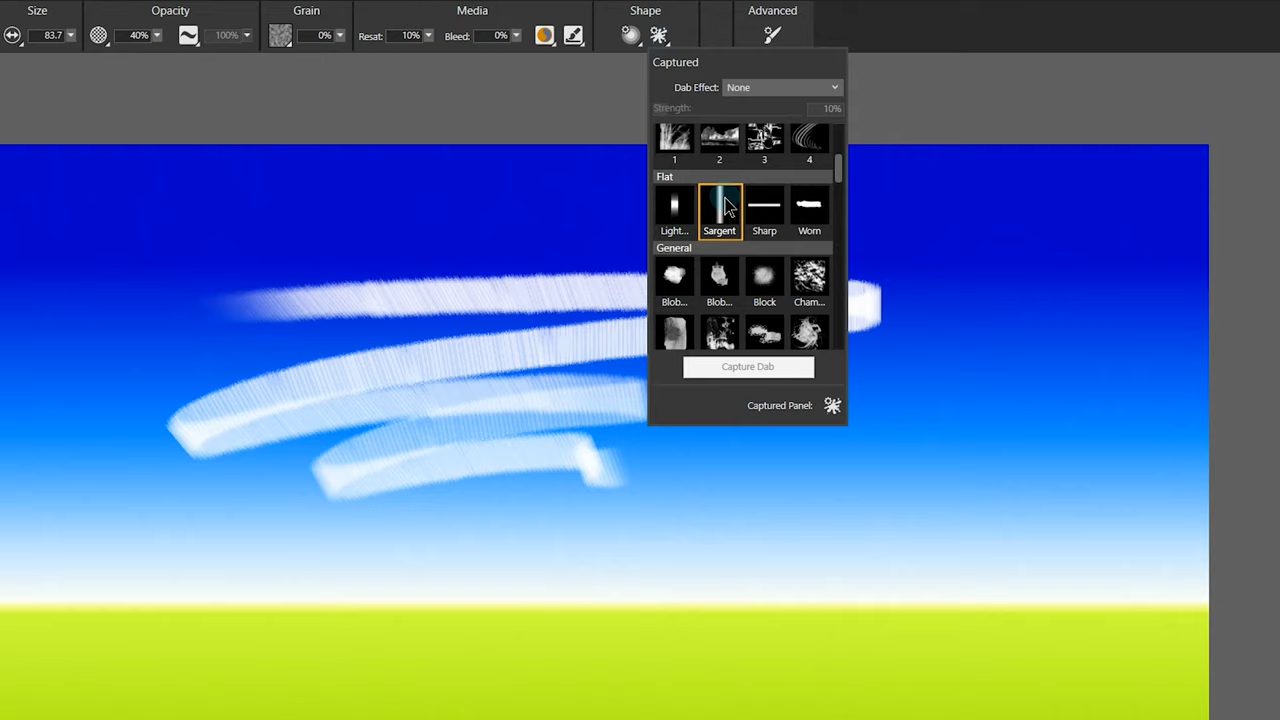 Size Opacity Grain Media Shape Advanced
83.7 40% 100% 0% Resat: 10% Bleed: 0%
Captured
Dab Effect: None
Strength: 10%
1 2 3 4
Flat
Light... Sargent Sharp Worn
General
Blob... Blob... Block Cham...
Capture Dab
Captured Panel: